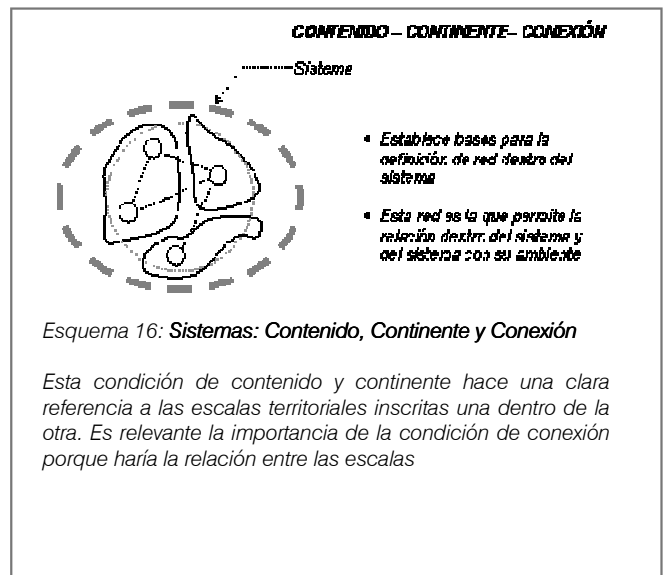 CONTENIDO – CONTINENTE– CONEXIÓN
Sistema
• Establece bases para la
definición de red dentro del
sistema
• Esta red es la que permite la
relación dentro del sistema y
del sistema con su ambiente
Esquema 16: Sistemas: Contenido, Continente y Conexión
Esta condición de contenido y continente hace una clara
referencia a las escalas territoriales inscritas una dentro de la
otra. Es relevante la importancia de la condición de conexión
porque haría la relación entre las escalas